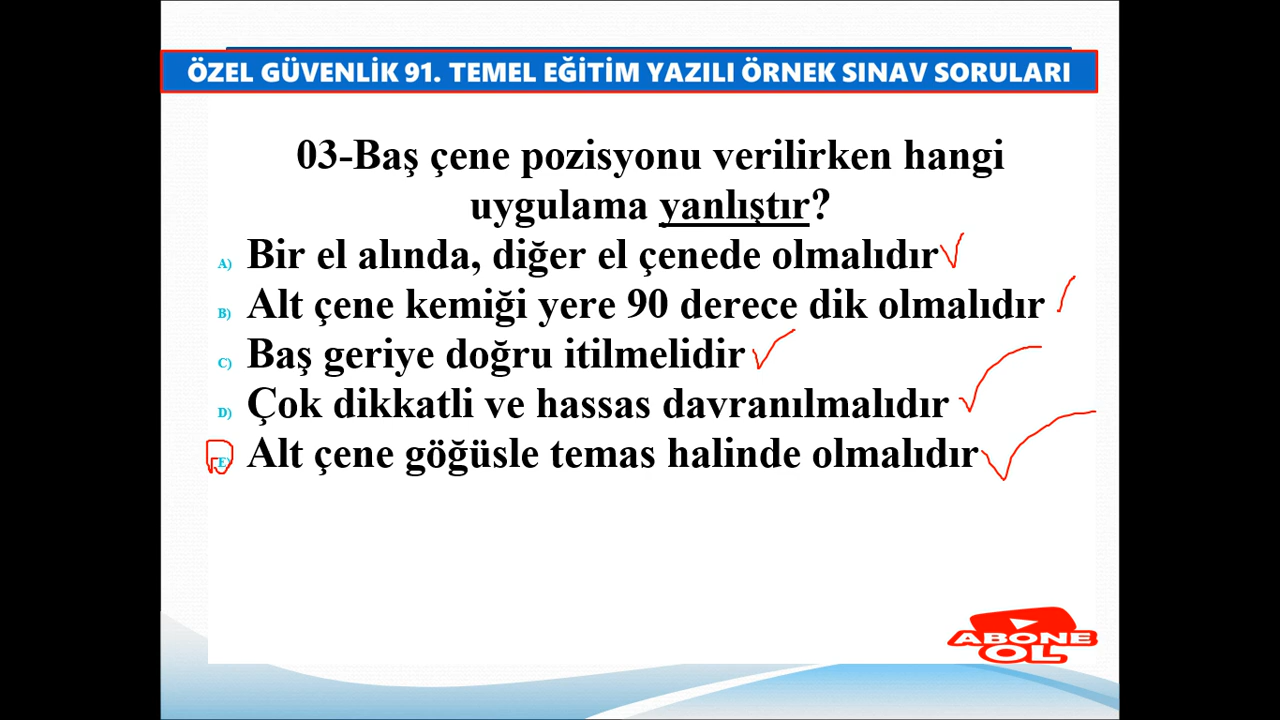 ÖZEL GÜVENLİK 91. TEMEL EĞİTİM YAZILI ÖRNEK SINAV SORULARI
03-Baş çene pozisyonu verilirken hangi
uygulama yanlıştır?
A) Bir el alında, diğer el çenede olmalıdır
B) Alt çene kemiği yere 90 derece dik olmalıdır
C) Baş geriye doğru itilmelidir
D) Çok dikkatli ve hassas davranılmalıdır
E) Alt çene göğüsle temas halinde olmalıdır
ABONE
OL